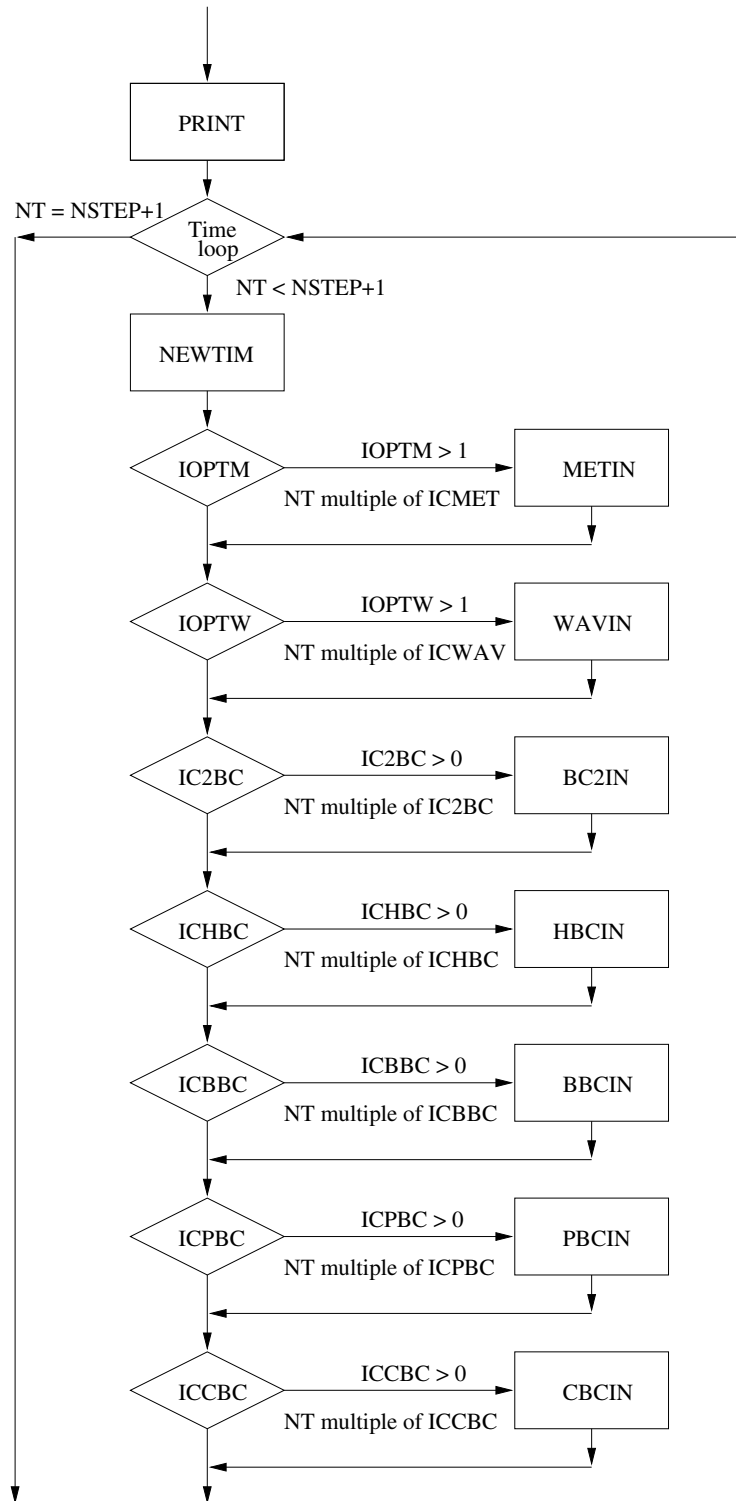 PRINT
NT = NSTEP+1
Time
loop
NT < NSTEP+1
NEWTIM
IOPTM
IOPTM > 1
NT multiple of ICMET
METIN
IOPTW
IOPTW > 1
NT multiple of ICWAV
WAVIN
IC2BC
IC2BC > 0
NT multiple of IC2BC
BC2IN
ICHBC
ICHBC > 0
NT multiple of ICHBC
HBCIN
ICBBC
ICBBC > 0
NT multiple of ICBBC
BBCIN
ICPBC
ICPBC > 0
NT multiple of ICPBC
PBCIN
ICCBC
ICCBC > 0
NT multiple of ICCBC
CBCIN